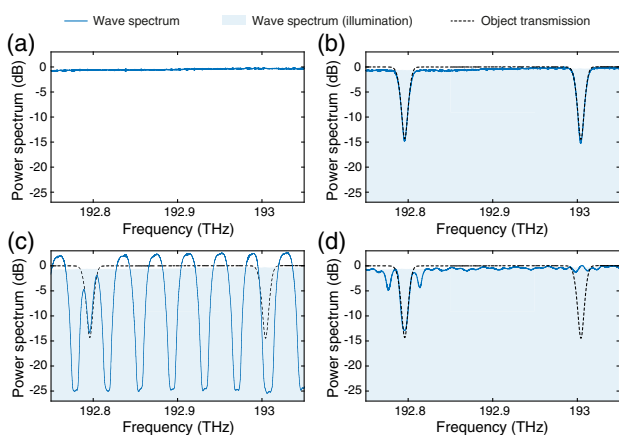 Wave spectrum Wave spectrum (illumination) Object transmission
(a) (b)
Power spectrum (dB)
0
-5
-10
-15
-20
-25
192.8 192.9 193
Frequency (THz)
Power spectrum (dB)
0
-5
-10
-15
-20
-25
192.8 192.9 193
Frequency (THz)
(c) (d)
Power spectrum (dB)
0
-5
-10
-15
-20
-25
192.8 192.9 193
Frequency (THz)
Power spectrum (dB)
0
-5
-10
-15
-20
-25
192.8 192.9 193
Frequency (THz)